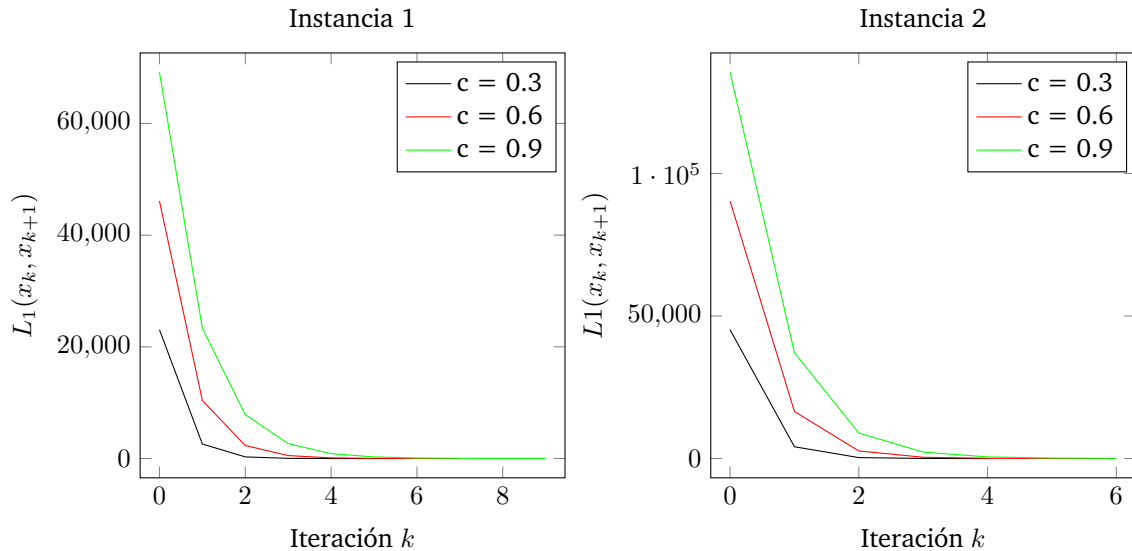 Instancia 1
c = 0.3
c = 0.6
c = 0.9
60,000
40,000
20,000
0
0 2 4 6 8
L_1(x_k, x_{k+1})
Iteración k
Instancia 2
c = 0.3
c = 0.6
c = 0.9
1 · 10^5
50,000
0
0 2 4 6
L1(x_k, x_{k+1})
Iteración k